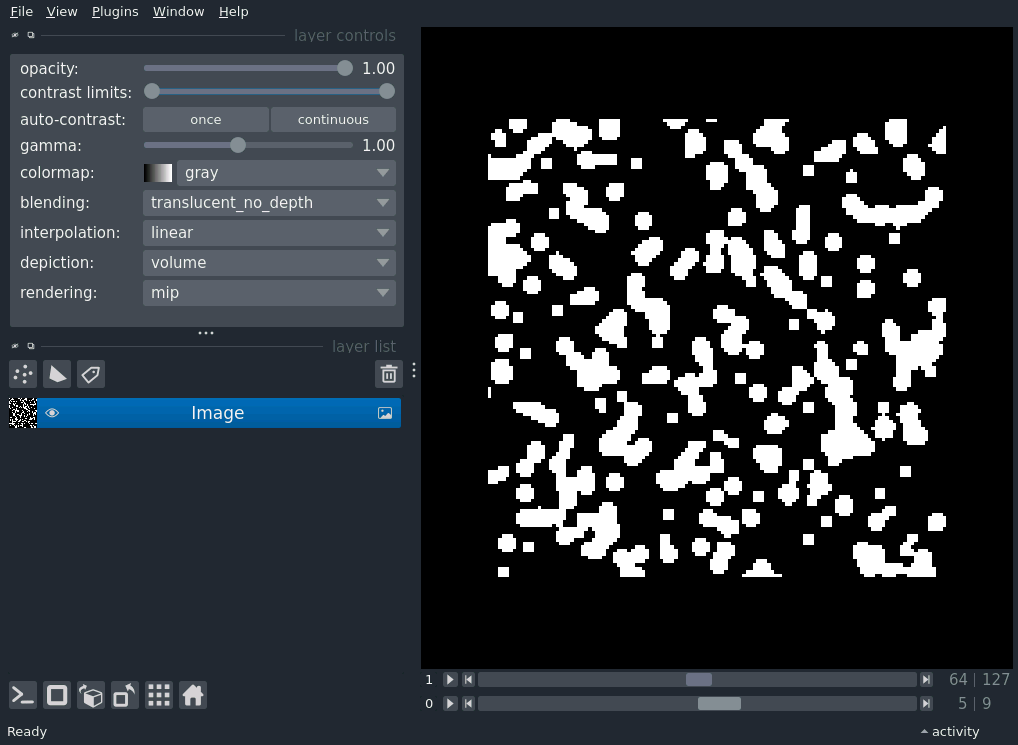 File View Plugins Window Help
layer controls
opacity: 1.00
contrast limits:
auto-contrast: once continuous
gamma: 1.00
colormap: gray
blending: translucent_no_depth
interpolation: linear
depiction: volume
rendering: mip
layer list
Image
1 64 | 127
0 5 | 9
Ready activity